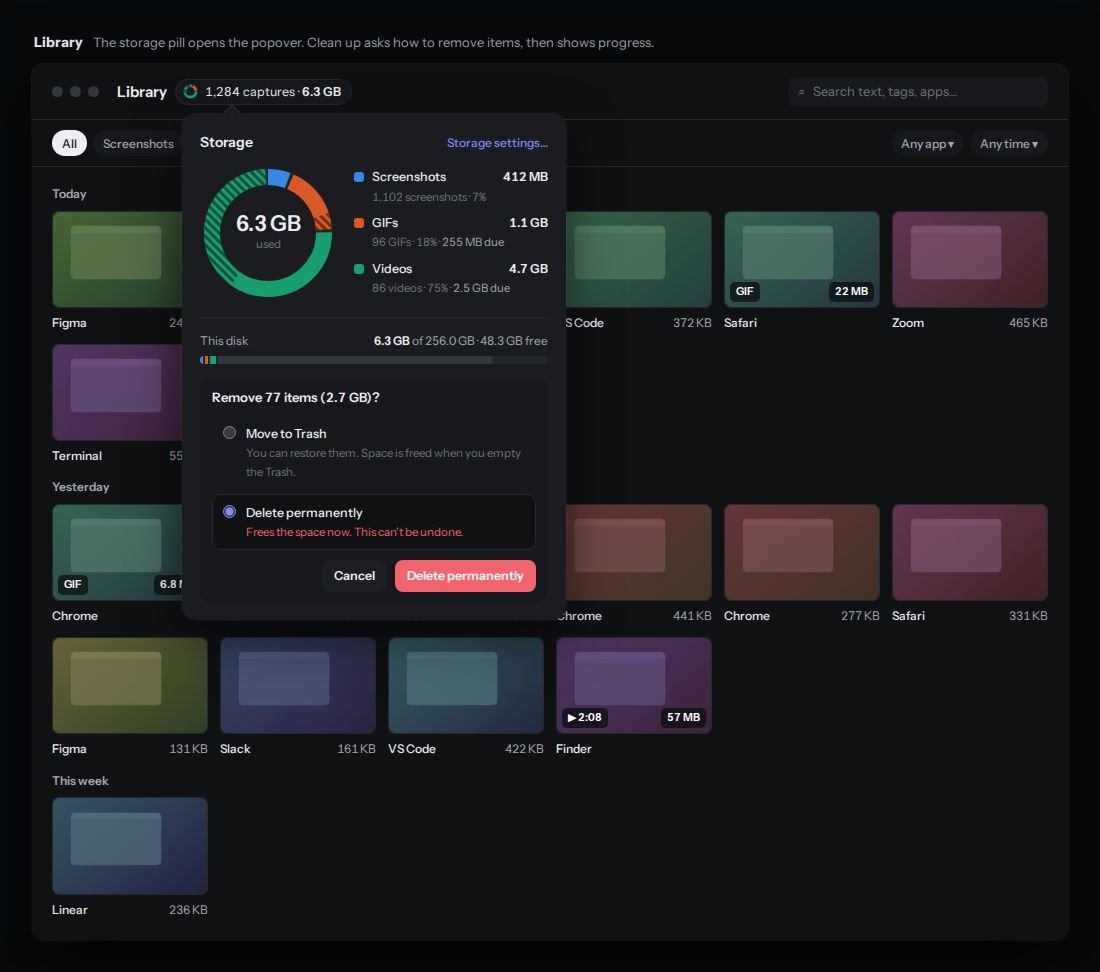 Library The storage pill opens the popover. Clean up asks how to remove items, then shows progress.
Library 1,284 captures · 6.3 GB
Search text, tags, apps…
All Screenshots
Any app ▾ Any time ▾
Storage Storage settings…
6.3 GB
used
Screenshots 412 MB
1,102 screenshots · 7%
GIFs 1.1 GB
96 GIFs · 18% · 255 MB due
Videos 4.7 GB
86 videos · 75% · 2.5 GB due
This disk 6.3 GB of 256.0 GB · 48.3 GB free
Remove 77 items (2.7 GB)?
Move to Trash
You can restore them. Space is freed when you empty
the Trash.
Delete permanently
Frees the space now. This can't be undone.
Cancel Delete permanently
Today
GIF 22 MB
Figma 24
S Code 372 KB
Safari
Zoom 465 KB
Terminal 55
Yesterday
GIF 6.8
Chrome
Chrome 441 KB
Chrome 277 KB
Safari 331 KB
▶ 2:08 57 MB
Figma 131 KB
Slack 161 KB
VS Code 422 KB
Finder
This week
Linear 236 KB